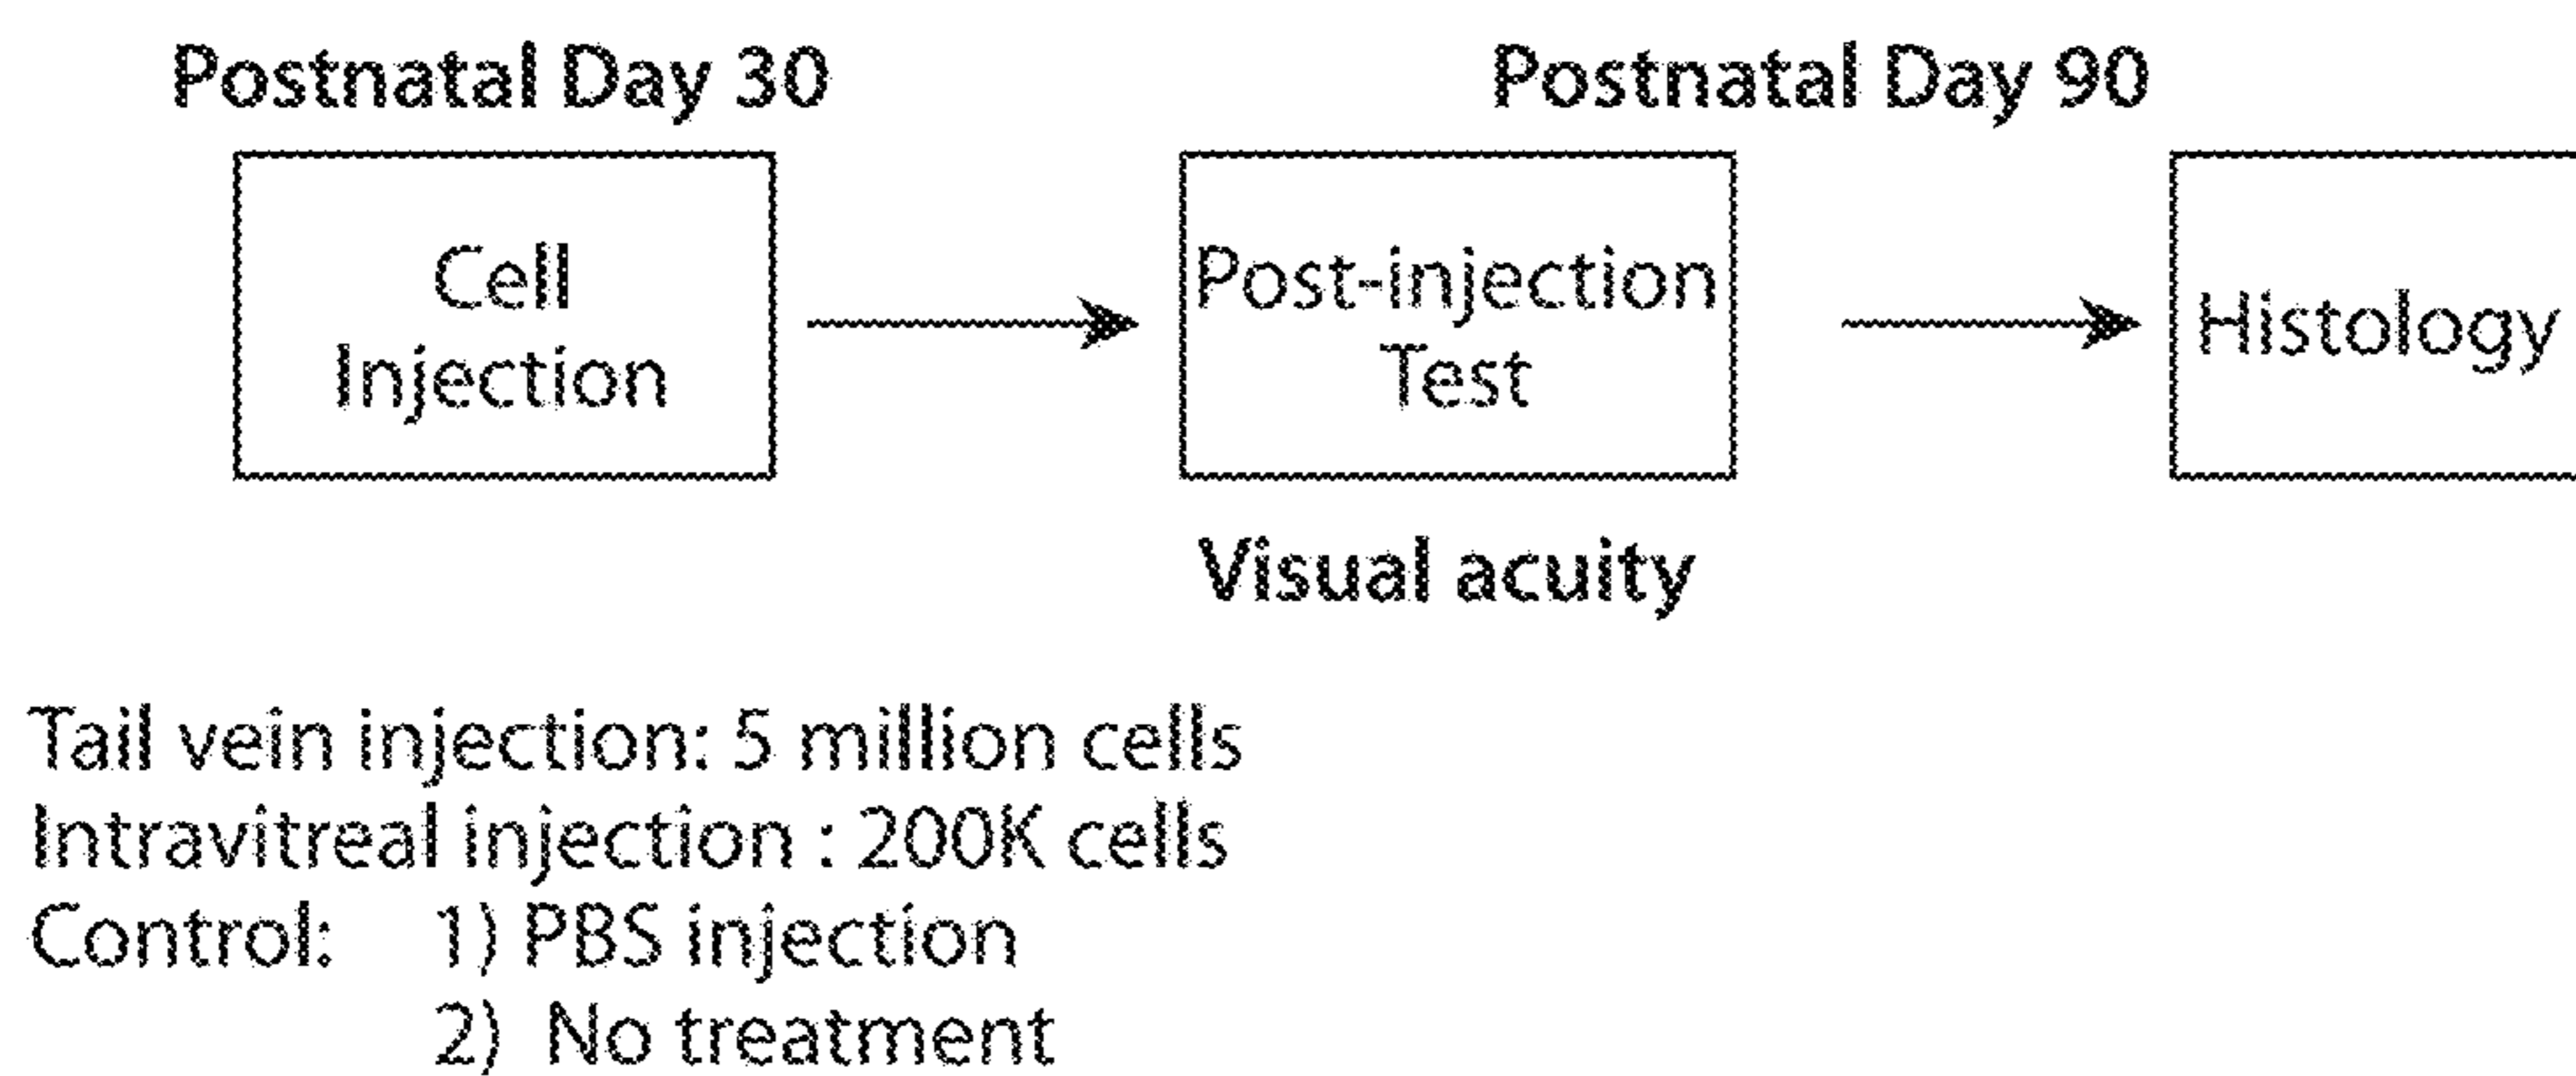 Postnatal Day 30
Postnatal Day 90
Cell
Injection
Post-injection
Test
Histology
Visual acuity
Tail vein injection: 5 million cells
Intravitreal injection : 200K cells
Control: 1) PBS injection
2) No treatment